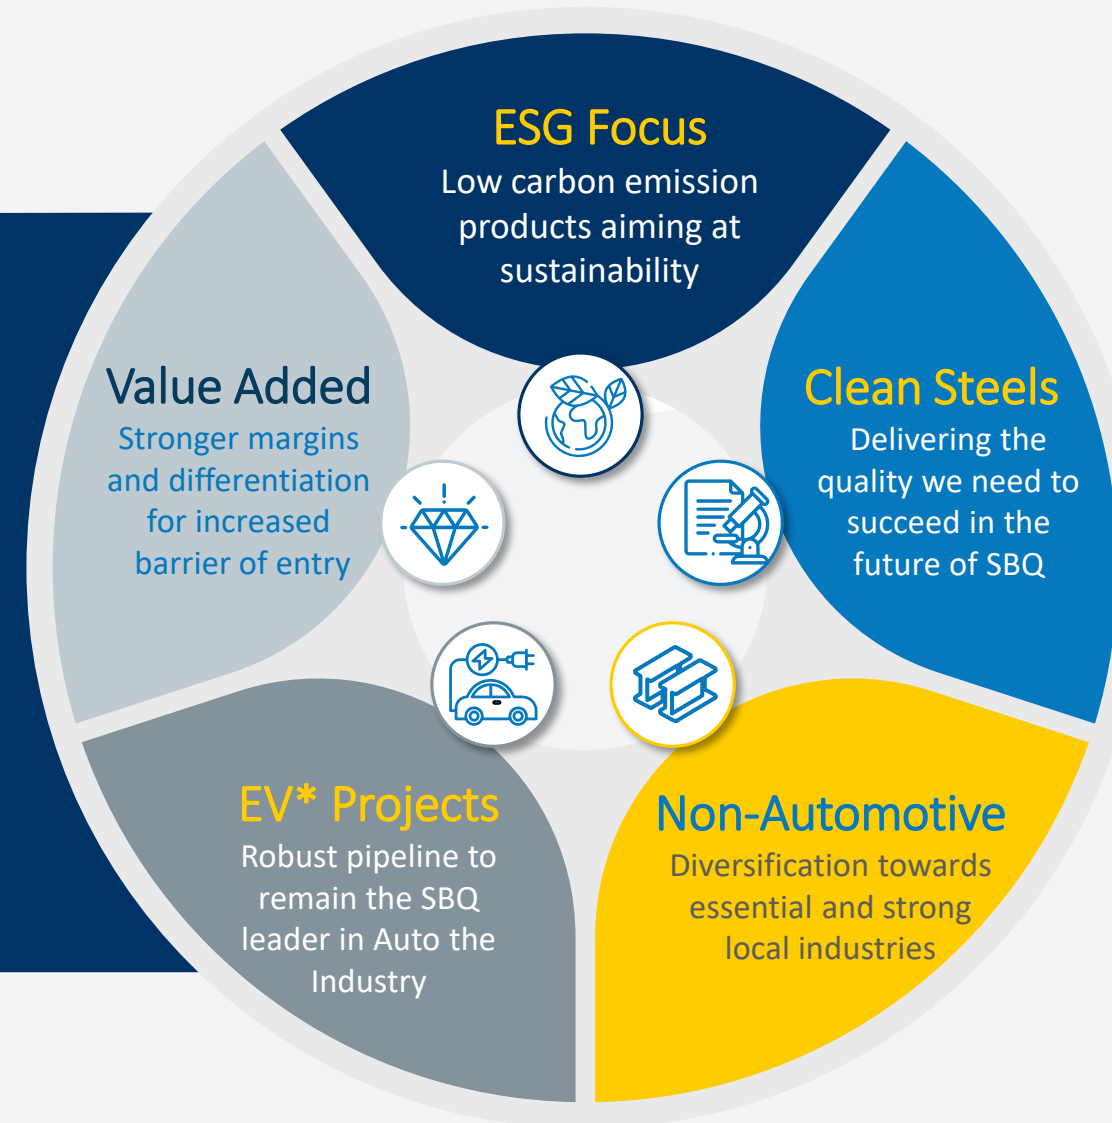 ESG Focus
Low carbon emission
products aiming at
sustainability
Clean Steels
Delivering the
quality we need to
succeed in the
future of SBQ
Non-Automotive
Diversification towards
essential and strong
local industries
EV* Projects
Robust pipeline to
remain the SBQ
leader in Auto the
Industry
Value Added
Stronger margins
and differentiation
for increased
barrier of entry